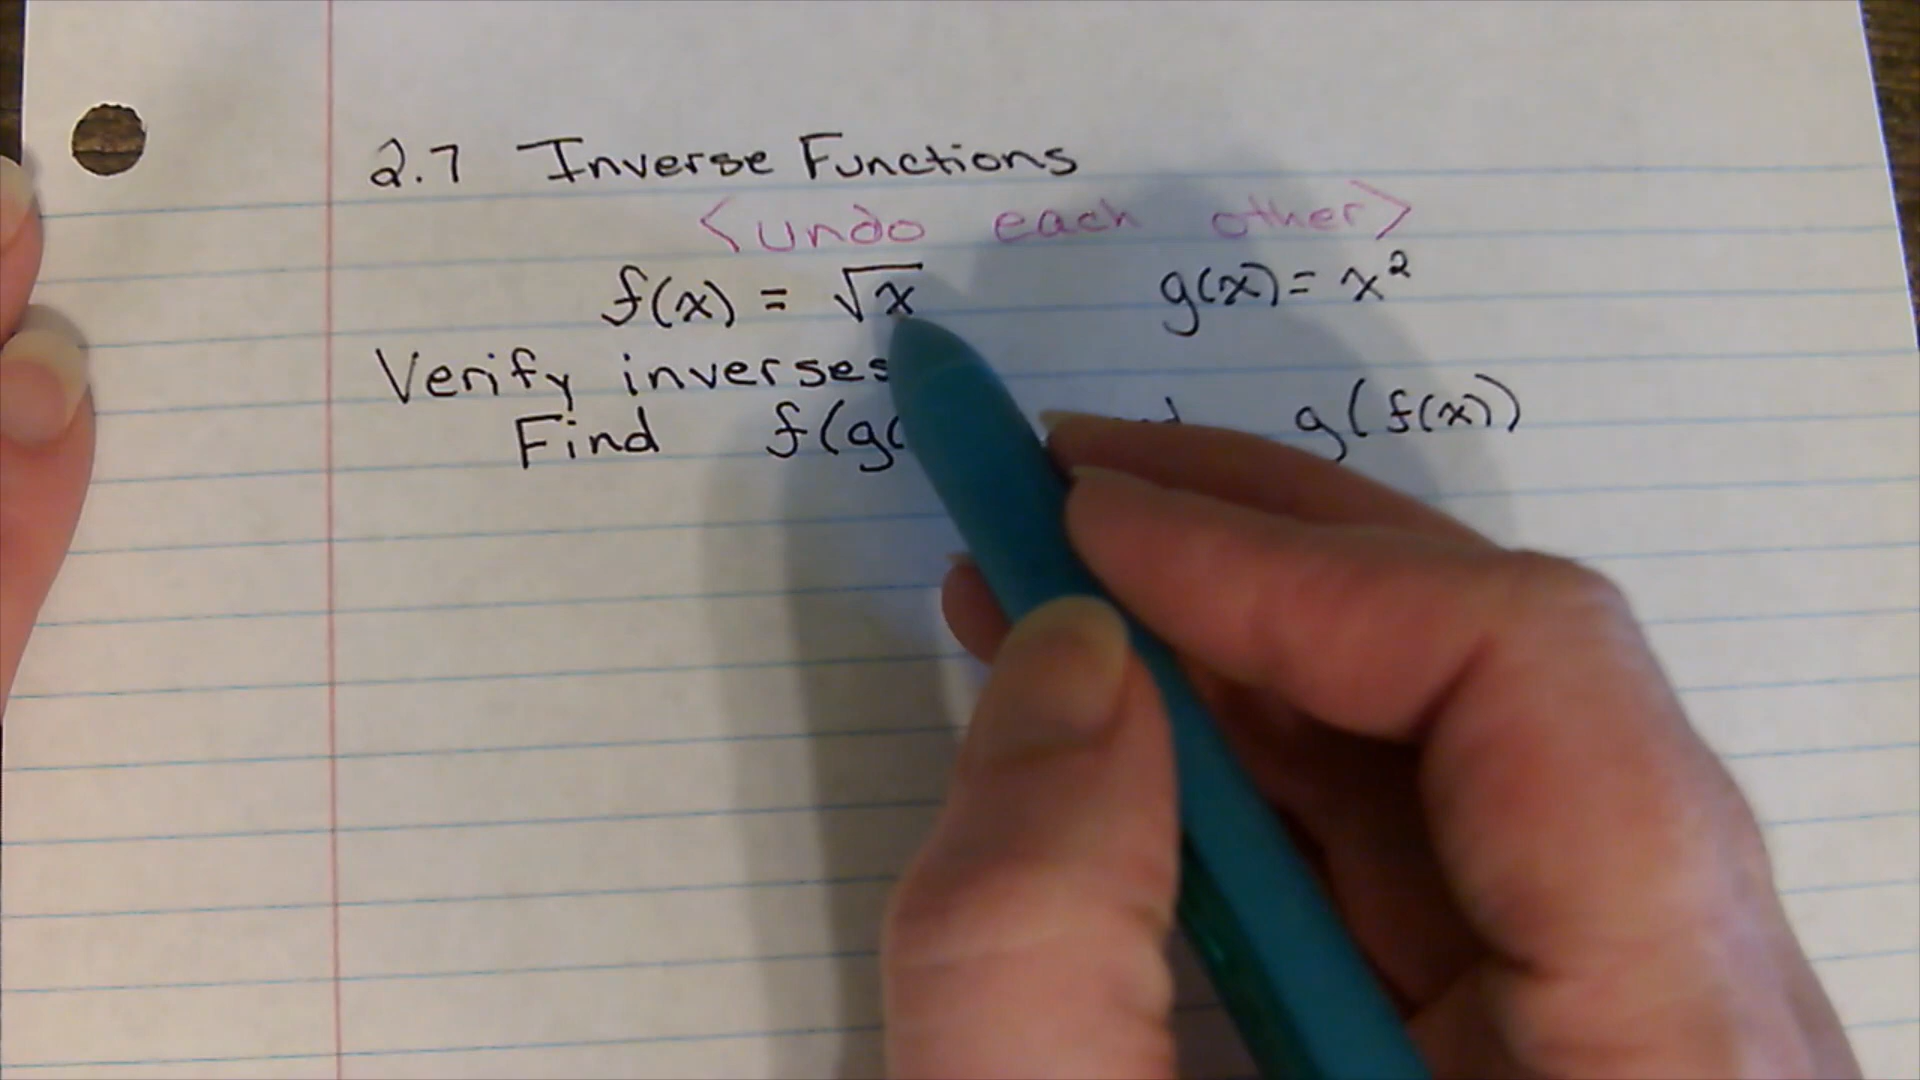 2.7 Inverse Functions
<undo each other>
f(x) = √x g(x) = x²
Verify inverses
Find f(g( g(f(x))